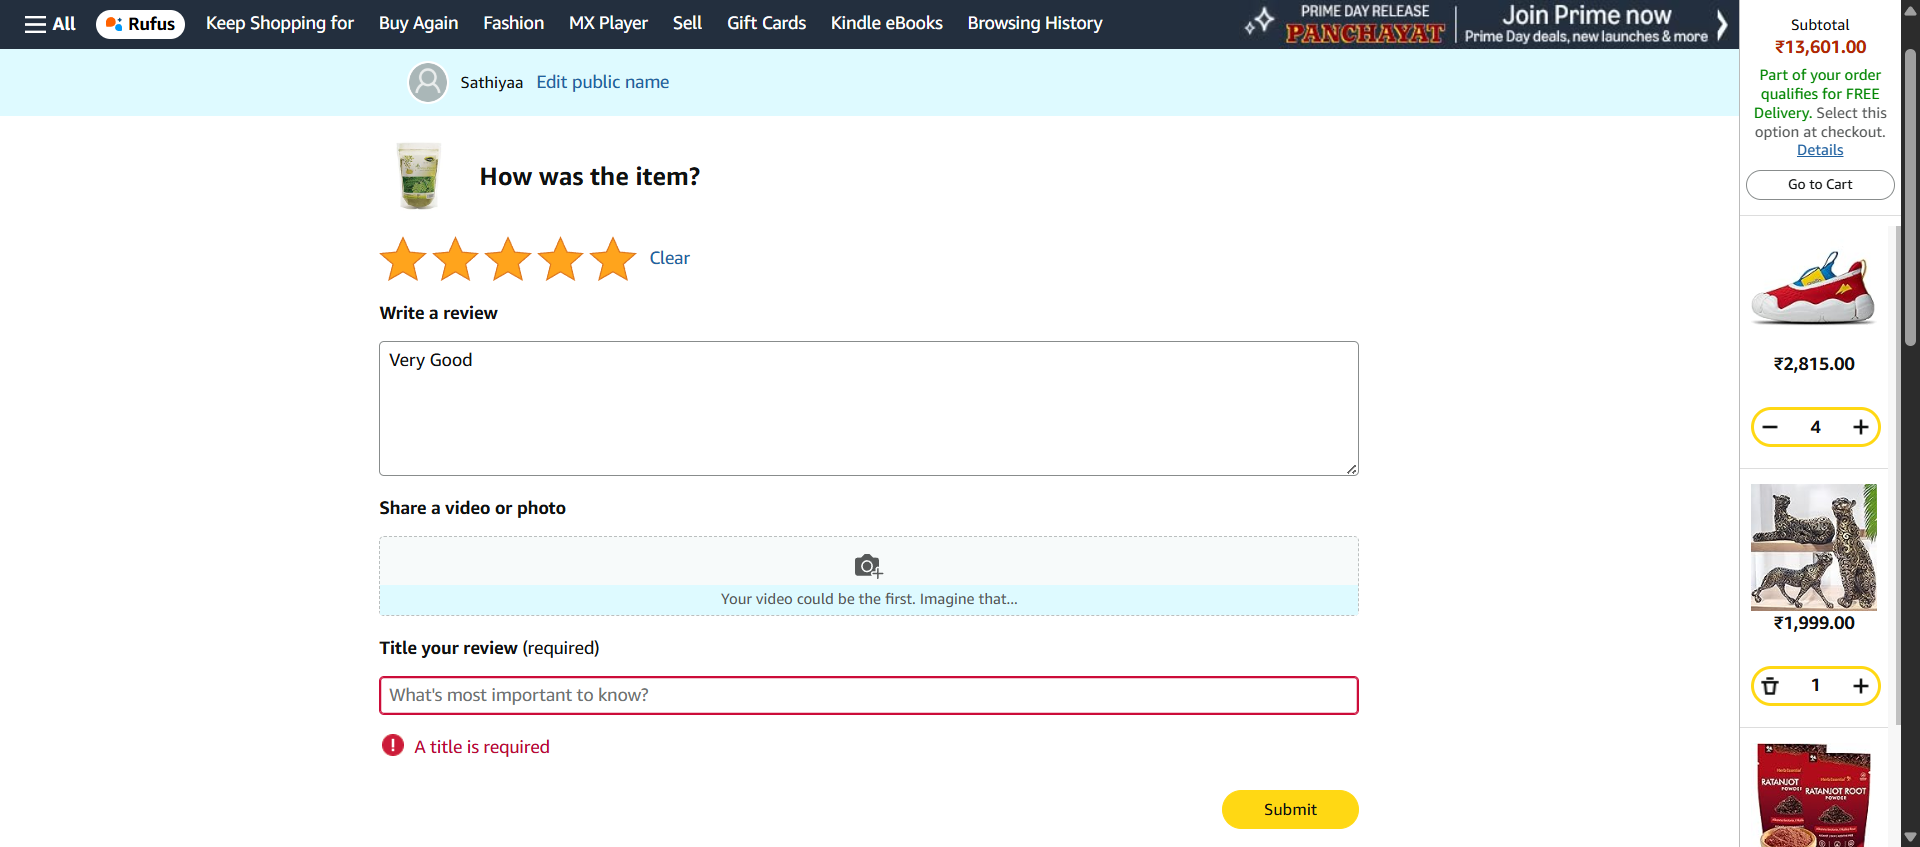 All
Rufus
Keep Shopping for
Buy Again
Fashion
MX Player
Sell
Gift Cards
Kindle eBooks
Browsing History
PRIME DAY RELEASE
PANCHAYAT
Join Prime now
Prime Day deals, new launches & more
Sathiyaa
Edit public name
How was the item?
Clear
Write a review
Very Good
Share a video or photo
Your video could be the first. Imagine that...
Title your review (required)
What's most important to know?
! A title is required
Submit
Subtotal
₹13,601.00
Part of your order
qualifies for FREE
Delivery. Select this
option at checkout.
Details
Go to Cart
₹2,815.00
4
₹1,999.00
1
RATANJOT
POWDER
RATANJOT ROOT
POWDER